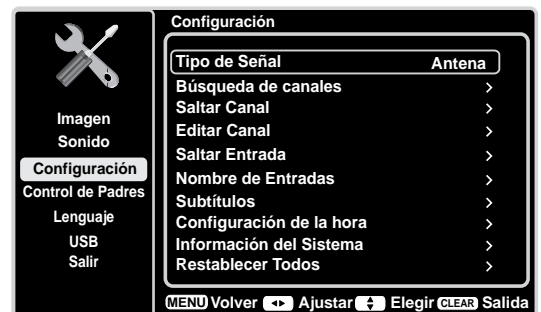 Configuración
Imagen
Sonido
Configuración
Control de Padres
Lenguaje
USB
Salir
Tipo de Señal Antena
Búsqueda de canales >
Saltar Canal >
Editar Canal >
Saltar Entrada >
Nombre de Entradas >
Subtítulos >
Configuración de la hora >
Información del Sistema >
Restablecer Todos >
MENU Volver Ajustar Elegir CLEAR Salida